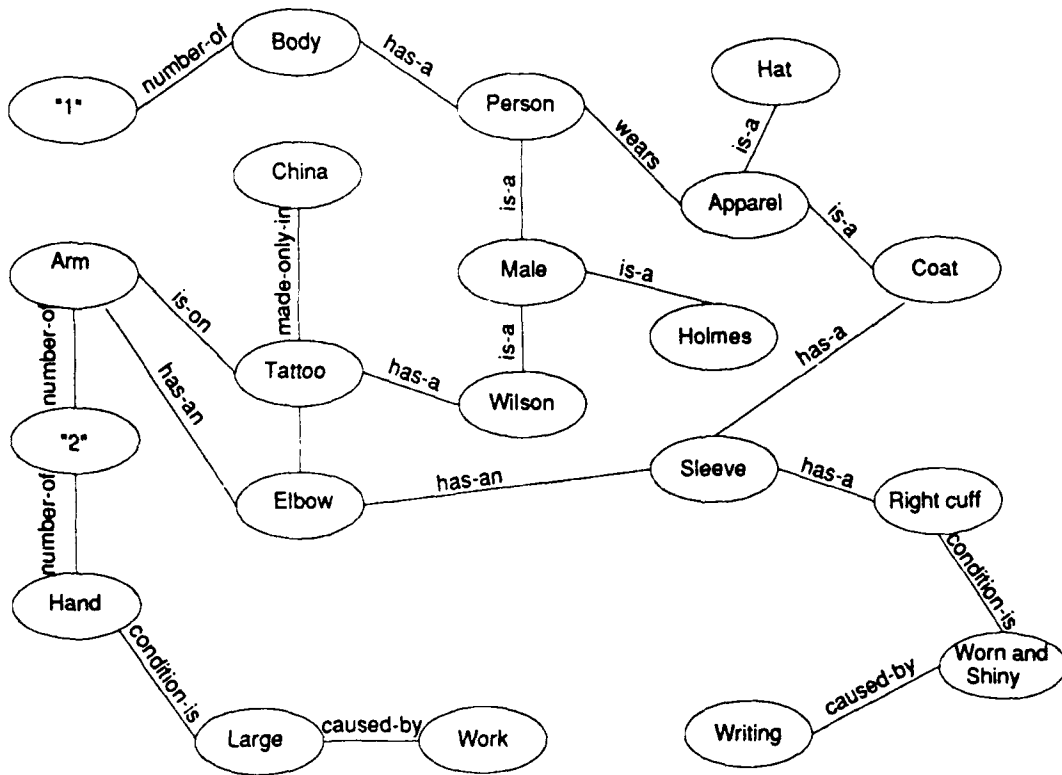 number-of
Body
has-a
"1"
Person
Hat
is-a
wears
China
Apparel
is-a
is-a
made-only-in
Arm
is-on
Male
is-a
Coat
Holmes
number-of
has-an
Tattoo
has-a
is-a
Wilson
has-a
"2"
Elbow
has-an
Sleeve
has-a
Right cuff
number-of
condition-is
Hand
condition-is
Worn and
Shiny
caused-by
Large
caused-by
Work
Writing